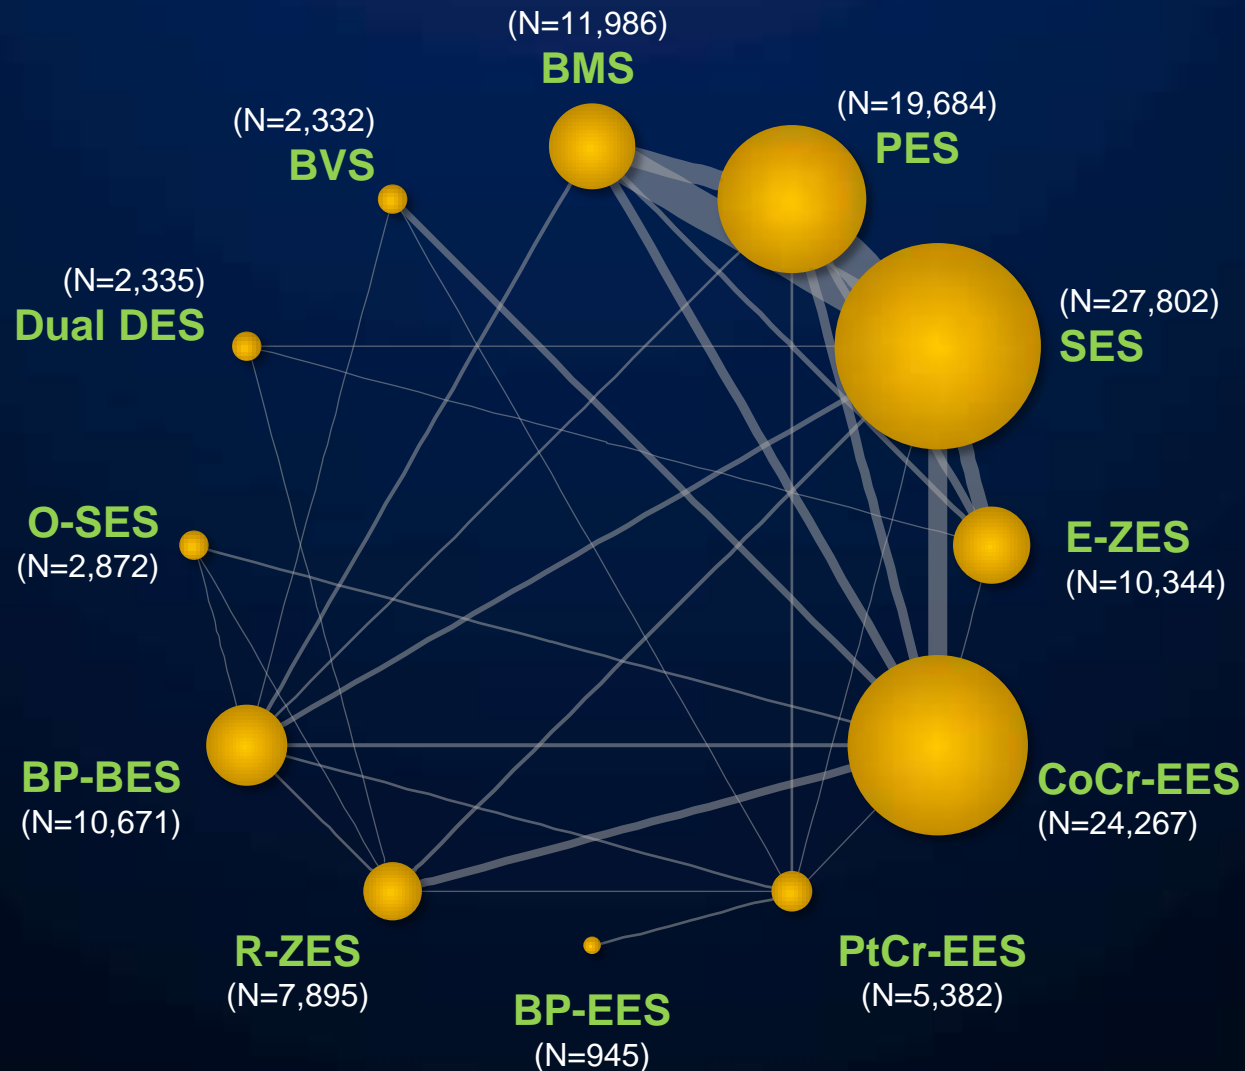 (N=11,986)
BMS
(N=19,684)
PES
(N=2,332)
BVS
(N=2,335)
Dual DES
(N=27,802)
SES
O-SES
(N=2,872)
E-ZES
(N=10,344)
BP-BES
(N=10,671)
CoCr-EES
(N=24,267)
R-ZES
(N=7,895)
PtCr-EES
(N=5,382)
BP-EES
(N=945)